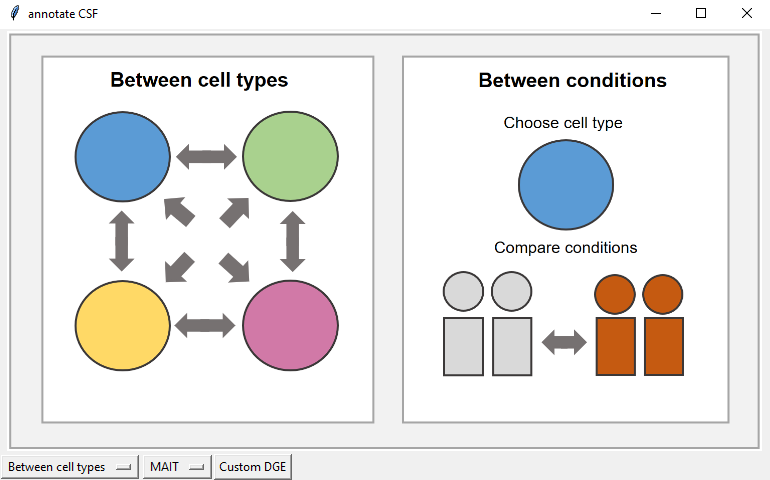 annotate CSF
Between cell types
Between conditions
Choose cell type
Compare conditions
Between cell types
MAIT
Custom DGE